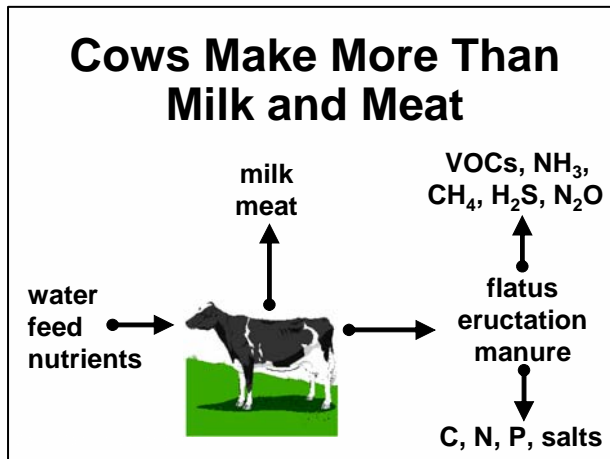 Cows Make More Than
Milk and Meat
milk
meat
VOCs, NH₃,
CH₄, H₂S, N₂O
water
feed
nutrients
flatus
eructation
manure
C, N, P, salts